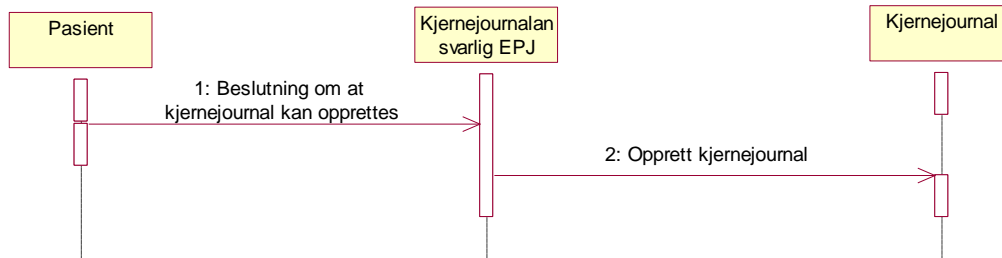 Pasient
Kjernejournalan
svarlig EPJ
Kjernejournal
1: Beslutning om at
kjernejournal kan opprettes
2: Opprett kjernejournal